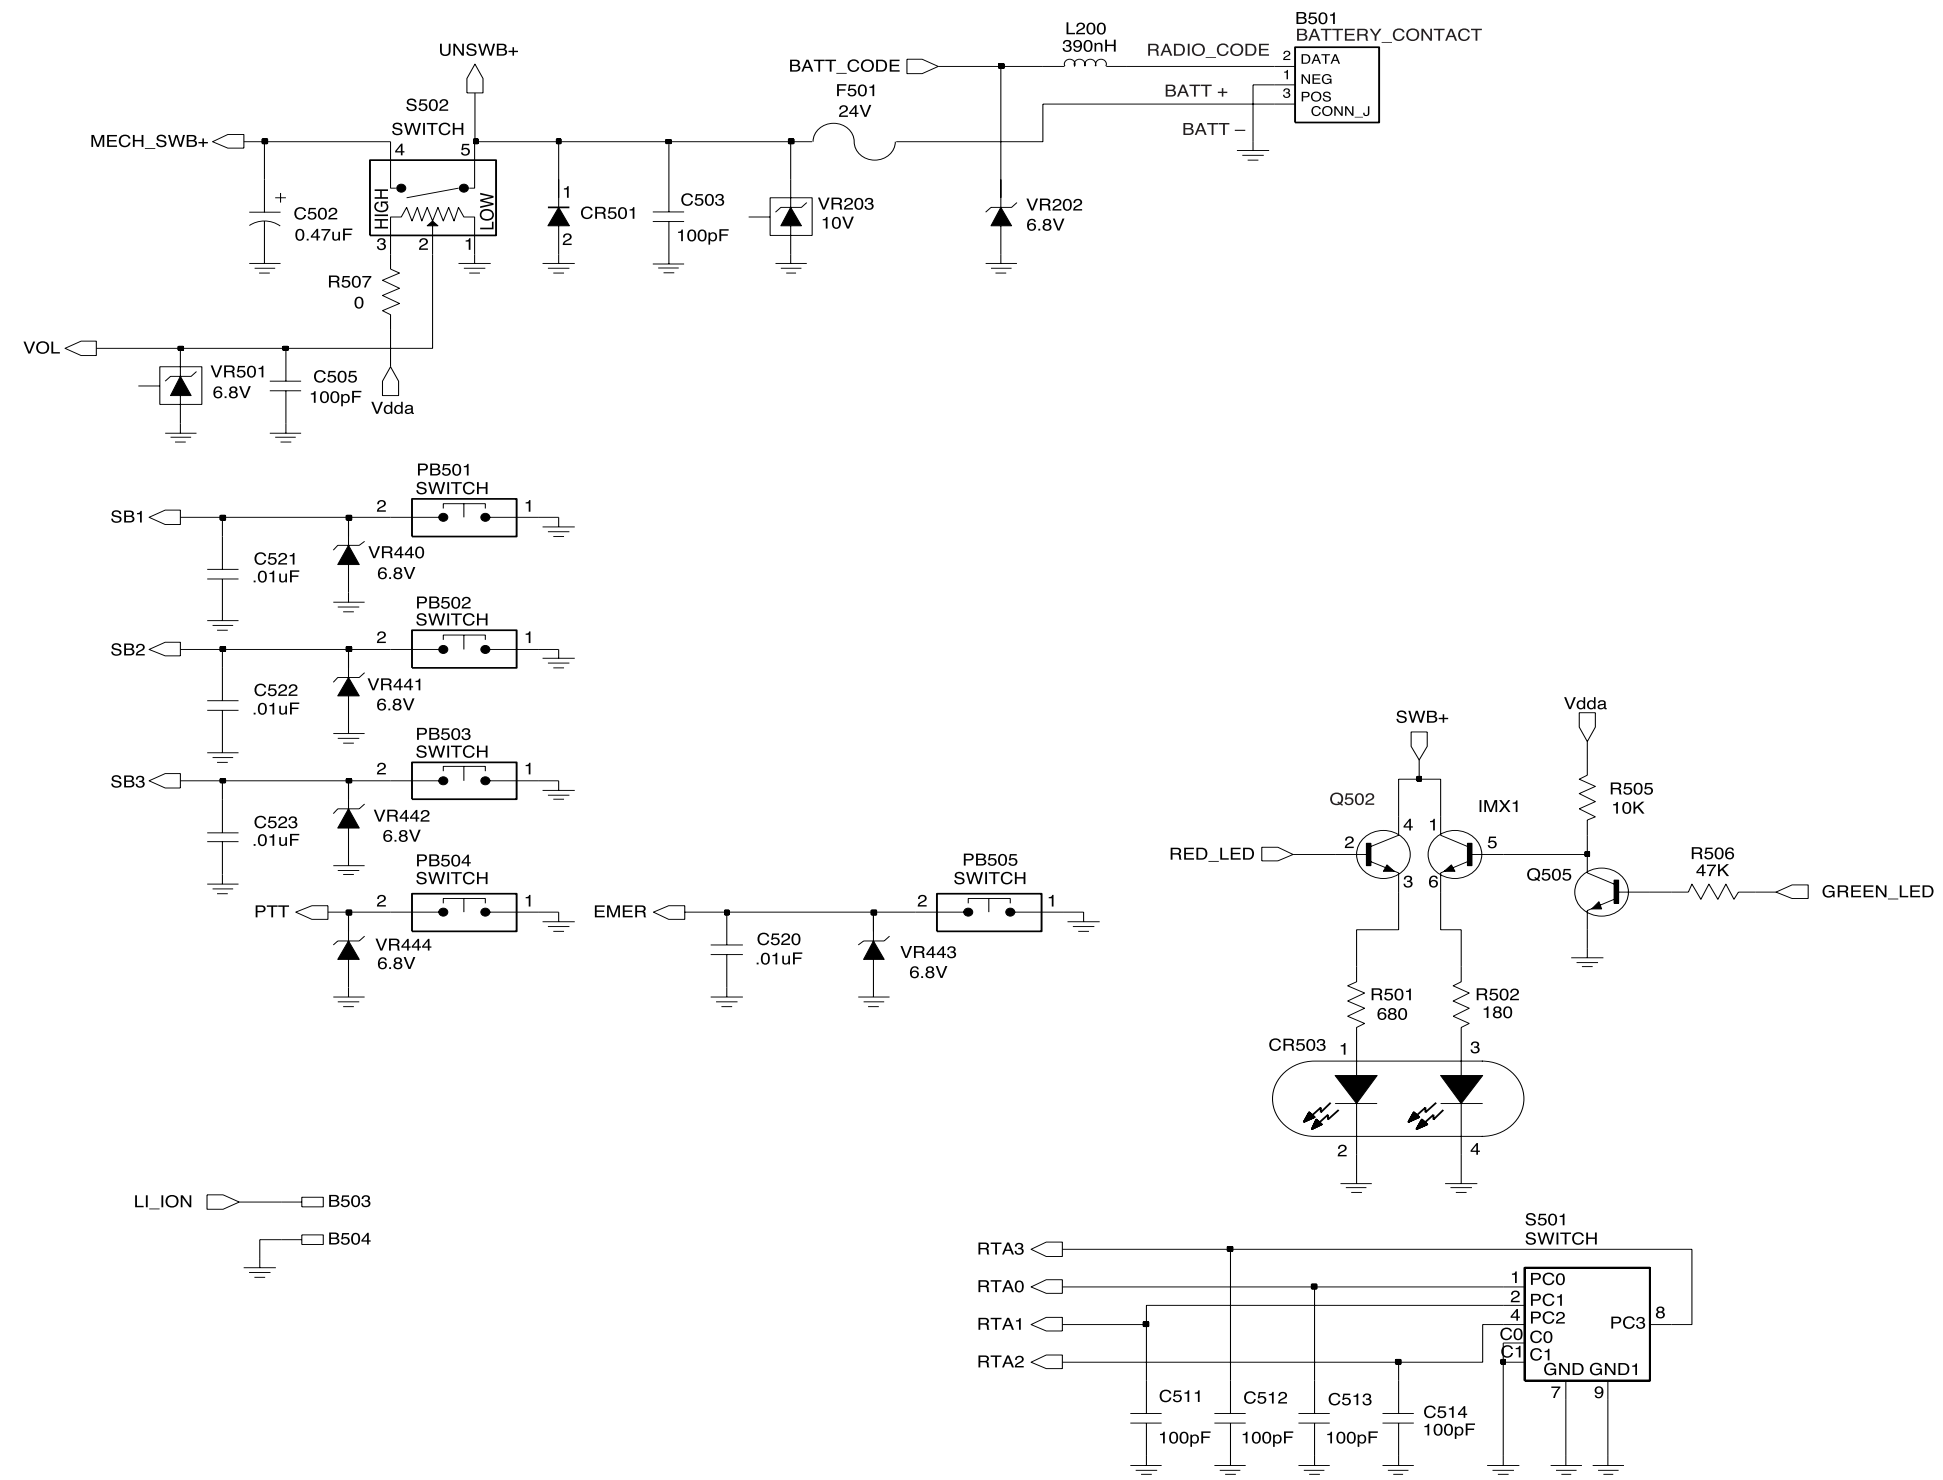 UNSWB+
S502
SWITCH
MECH_SWB+
4
5
HIGH
LOW
3
2
1
+
C502
0.47uF
R507
0
VOL
VR501
6.8V
C505
100pF
Vdda
1
CR501
2
C503
100pF
VR203
10V
F501
24V
BATT_CODE
L200
390nH
RADIO_CODE
BATT +
BATT –
VR202
6.8V
B501
BATTERY_CONTACT
2
DATA
1
NEG
3
POS
CONN_J
PB501
SWITCH
SB1
2
1
C521
.01uF
VR440
6.8V
PB502
SWITCH
SB2
2
1
C522
.01uF
VR441
6.8V
PB503
SWITCH
SB3
2
1
C523
.01uF
VR442
6.8V
PB504
SWITCH
PTT
2
1
VR444
6.8V
PB505
SWITCH
EMER
2
1
C520
.01uF
VR443
6.8V
SWB+
Vdda
Q502
IMX1
R505
10K
4
1
RED_LED
2
5
3
6
Q505
R506
47K
GREEN_LED
R501
680
R502
180
CR503
1
3
2
4
LI_ION
B503
B504
S501
SWITCH
RTA3
RTA0
1
PC0
2
PC1
RTA1
4
PC2
PC3
8
C0
C0
RTA2
C1
C1
GND
GND1
7
9
C511
100pF
C512
100pF
C513
100pF
C514
100pF